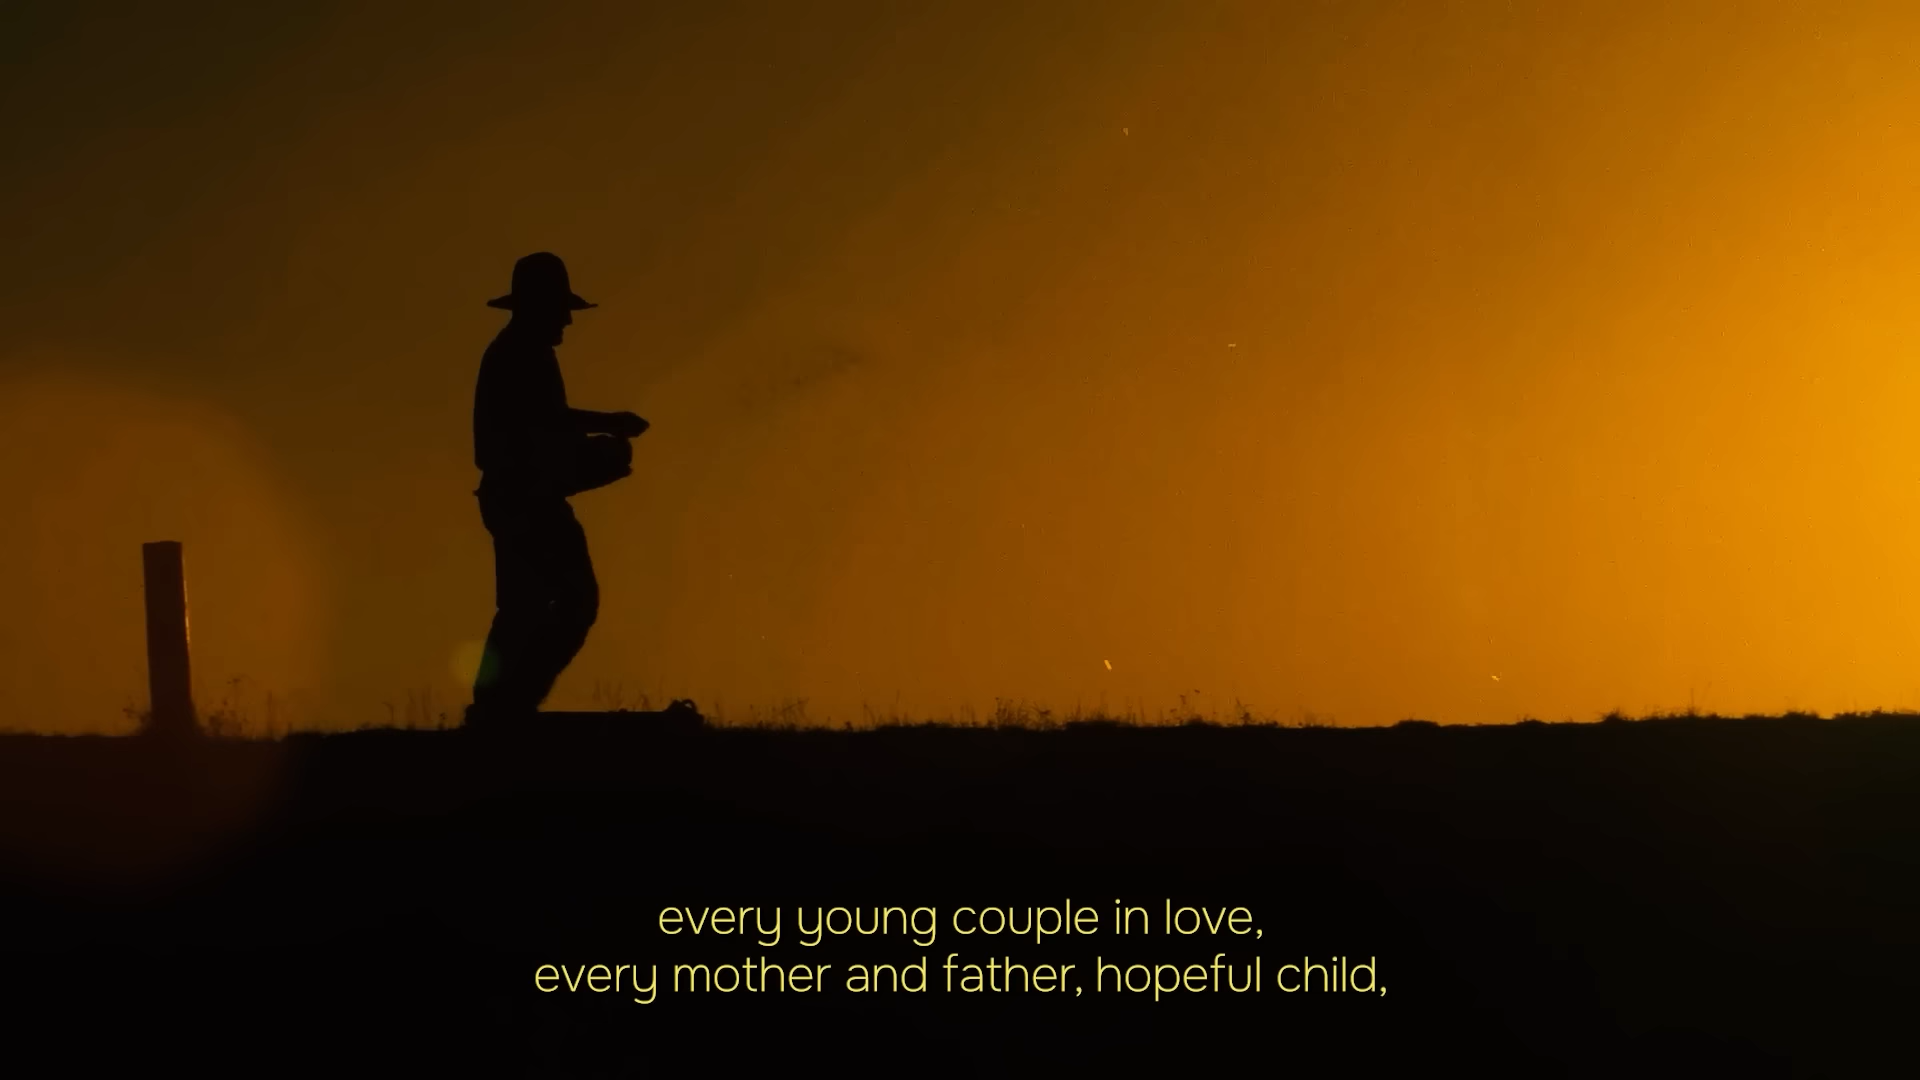 every young couple in love,
every mother and father, hopeful child,